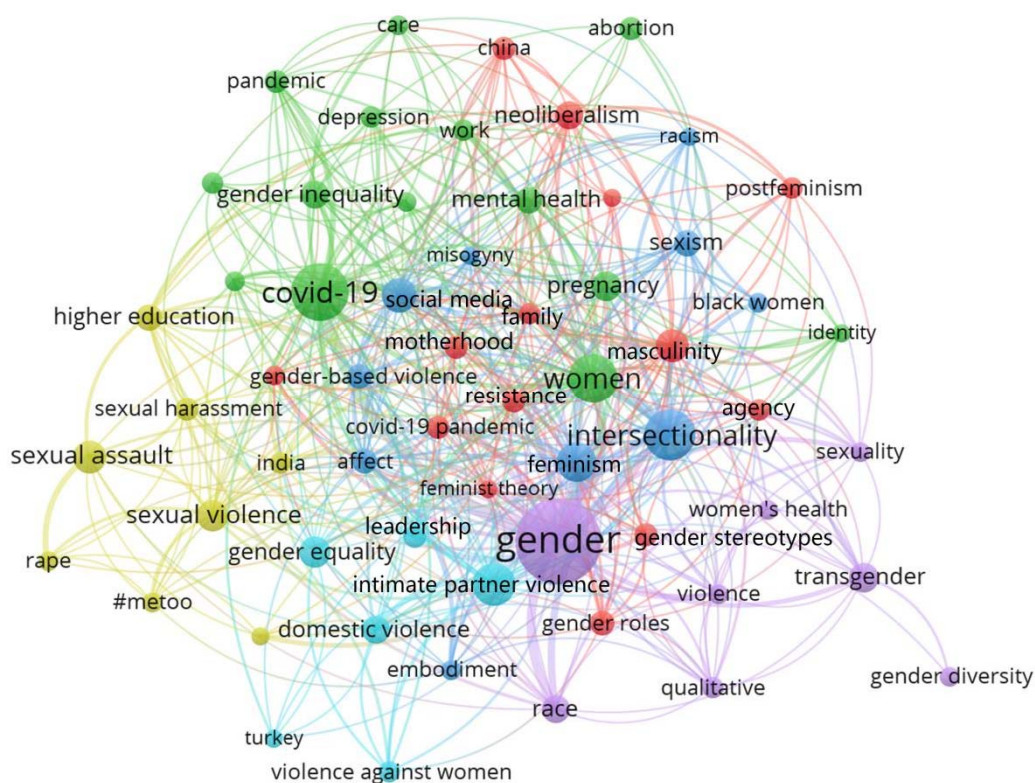 care
abortion
china
pandemic
depression
neoliberalism
work
racism
gender inequality
mental health
postfeminism
misogyny
sexism
covid-19
social media
pregnancy
black women
higher education
family
identity
motherhood
masculinity
gender-based violence
women
resistance
sexual harassment
agency
covid-19 pandemic
intersectionality
sexual assault
india
affect
feminism
sexuality
feminist theory
women's health
sexual violence
leadership
gender
gender stereotypes
gender equality
rape
intimate partner violence
transgender
#metoo
violence
domestic violence
gender roles
embodiment
gender diversity
qualitative
race
turkey
violence against women